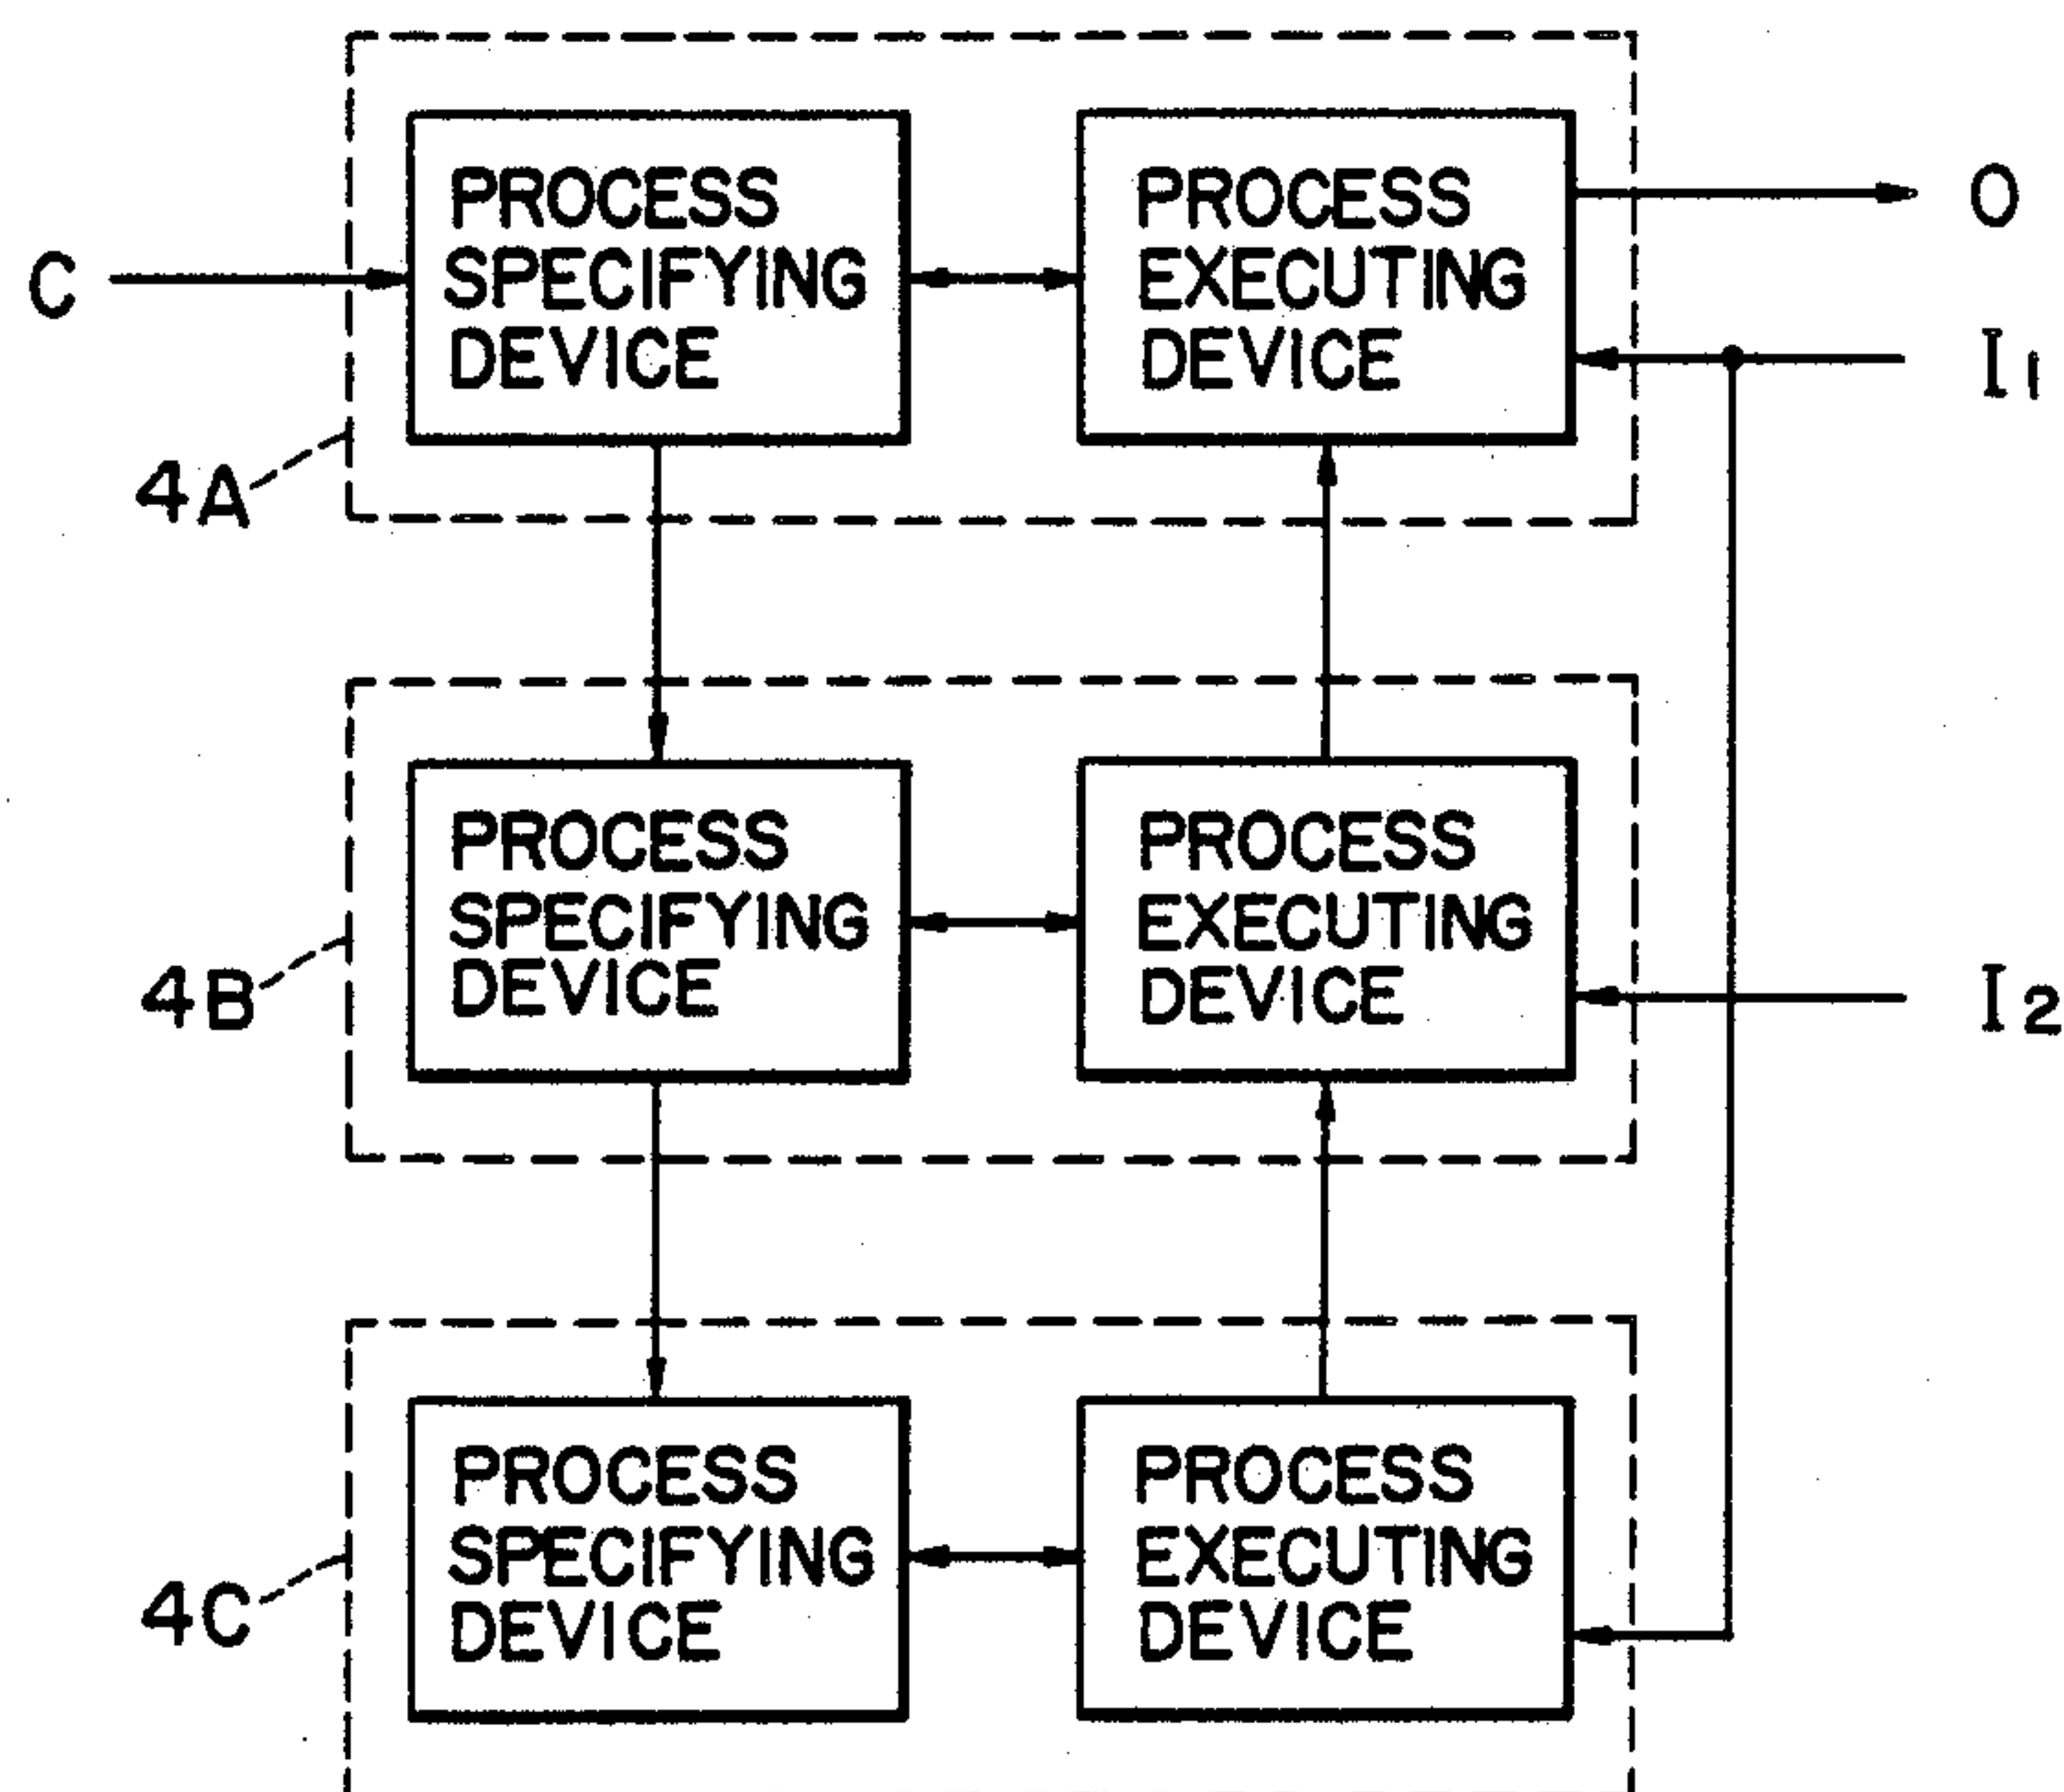 PROCESS
SPECIFYING
DEVICE
PROCESS
EXECUTING
DEVICE
C
O
I1
4A
PROCESS
SPECIFYING
DEVICE
PROCESS
EXECUTING
DEVICE
4B
I2
PROCESS
SPECIFYING
DEVICE
PROCESS
EXECUTING
DEVICE
4C